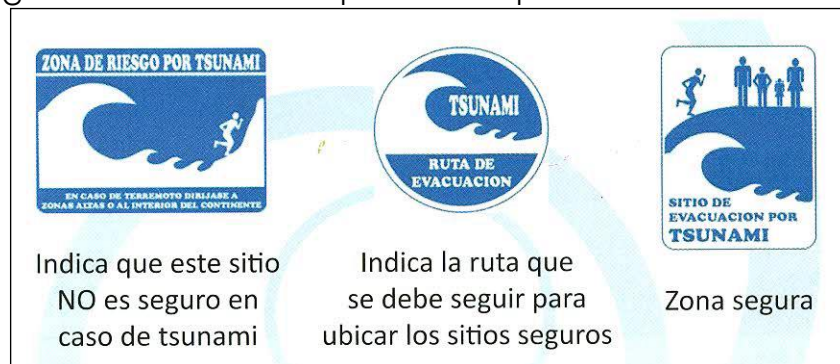 ZONA DE RIESGO POR TSUNAMI
EN CASO DE TERREMOTO DIRIJASE A
ZONAS ALZAS O AL INTERIOR DEL CONTINENTE
Indica que este sitio
NO es seguro en
caso de tsunami
TSUNAMI
RUTA DE
EVACUACION
Indica la ruta que
se debe seguir para
ubicar los sitios seguros
SITIO DE
EVACUACION POR
TSUNAMI
Zona segura